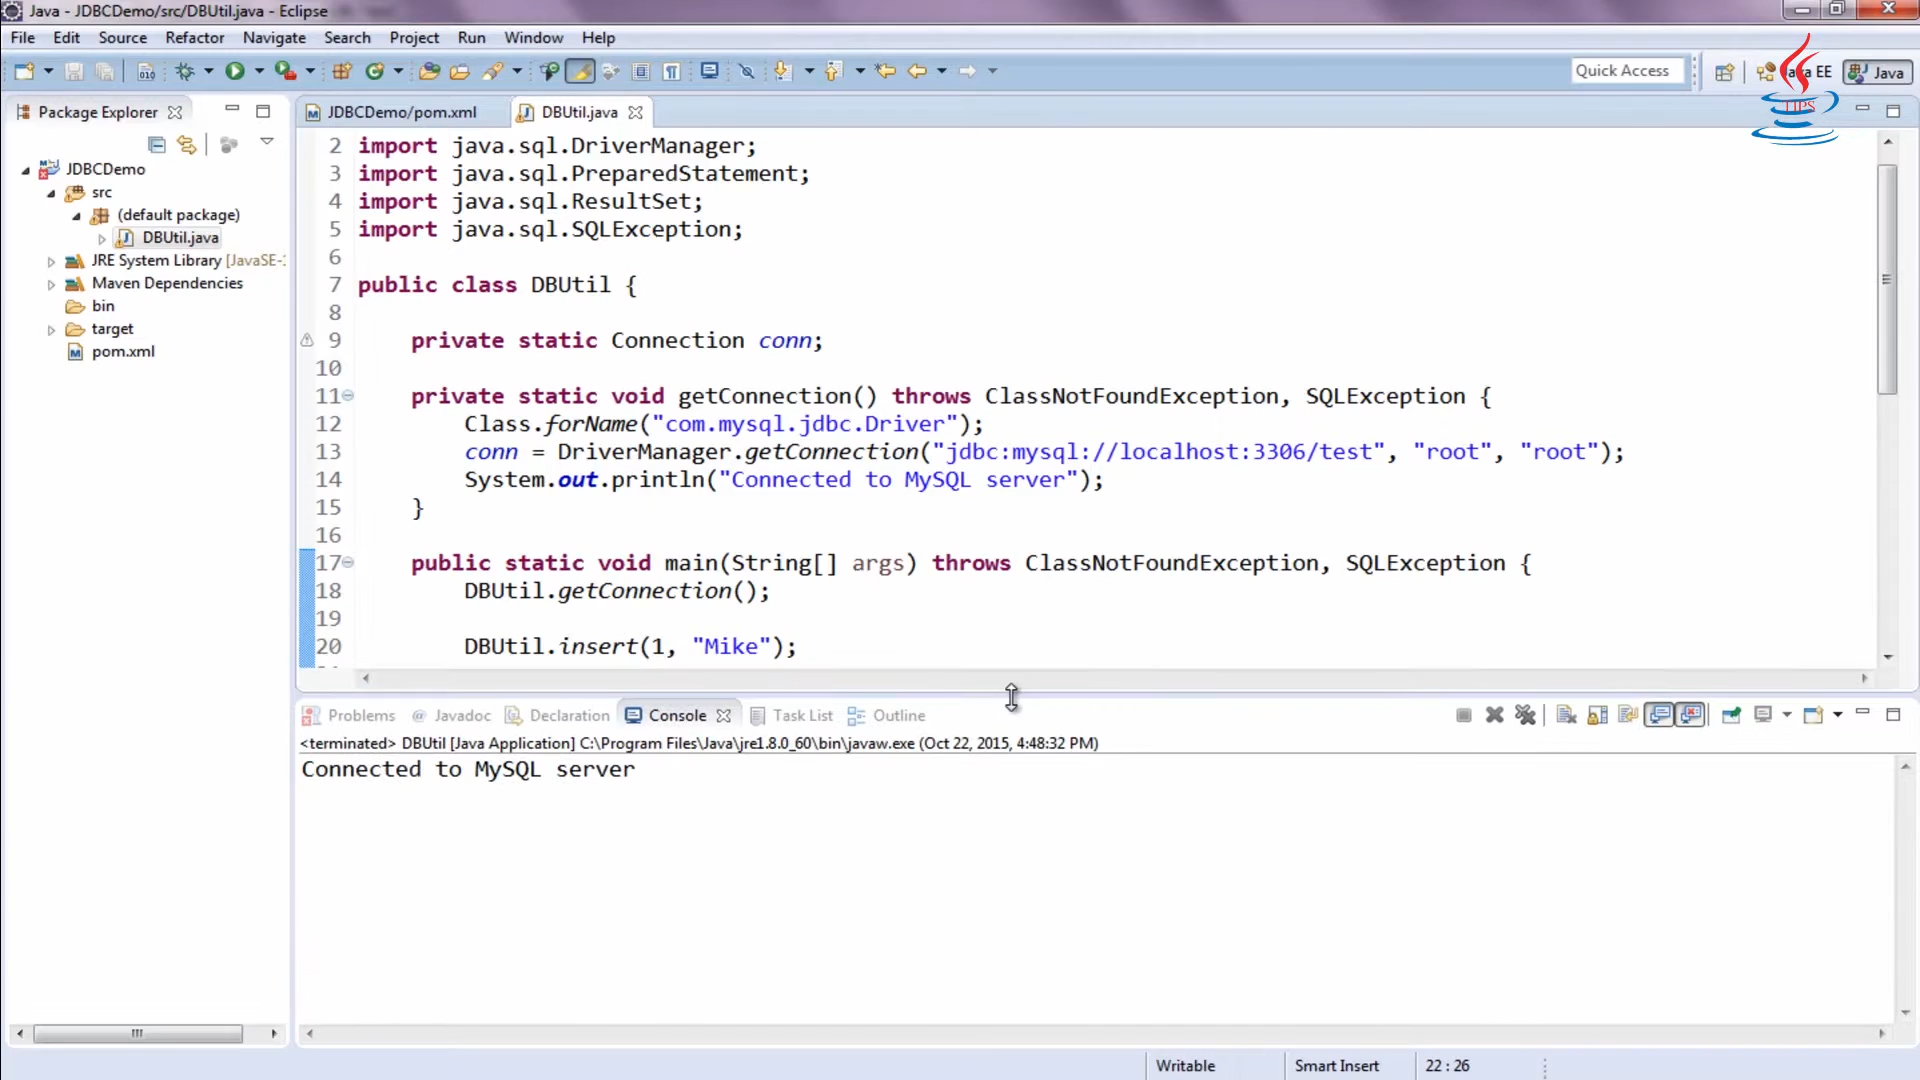 Java - JDBCDemo/src/DBUtil.java - Eclipse
File Edit Source Refactor Navigate Search Project Run Window Help
Quick Access
Java EE
Java
TIPS
Package Explorer
JDBCDemo
src
(default package)
DBUtil.java
JRE System Library [JavaSE-
Maven Dependencies
bin
target
pom.xml
JDBCDemo/pom.xml DBUtil.java
2 import java.sql.DriverManager;
3 import java.sql.PreparedStatement;
4 import java.sql.ResultSet;
5 import java.sql.SQLException;
6
7 public class DBUtil {
8
9 private static Connection conn;
10
11 private static void getConnection() throws ClassNotFoundException, SQLException {
12 Class.forName("com.mysql.jdbc.Driver");
13 conn = DriverManager.getConnection("jdbc:mysql://localhost:3306/test", "root", "root");
14 System.out.println("Connected to MySQL server");
15 }
16
17 public static void main(String[] args) throws ClassNotFoundException, SQLException {
18 DBUtil.getConnection();
19
20 DBUtil.insert(1, "Mike");
Problems @ Javadoc Declaration Console Task List Outline
<terminated> DBUtil [Java Application] C:\Program Files\Java\jre1.8.0_60\bin\javaw.exe (Oct 22, 2015, 4:48:32 PM)
Connected to MySQL server
Writable Smart Insert 22 : 26